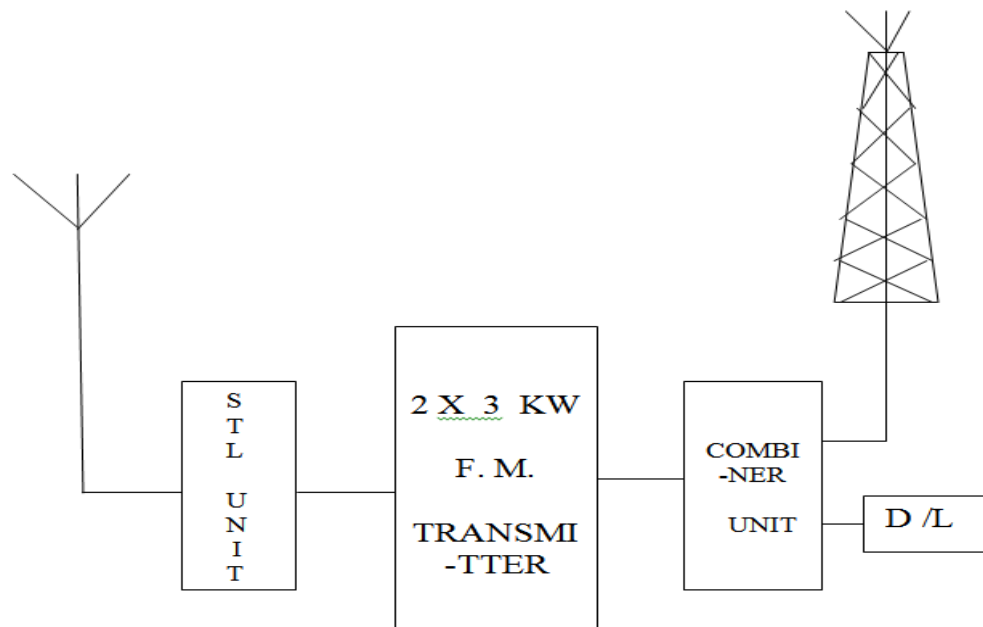 S
T
L
U
N
I
T
2 X 3 KW
F. M.
TRANSMI
-TTER
COMBI
-NER
UNIT
D /L